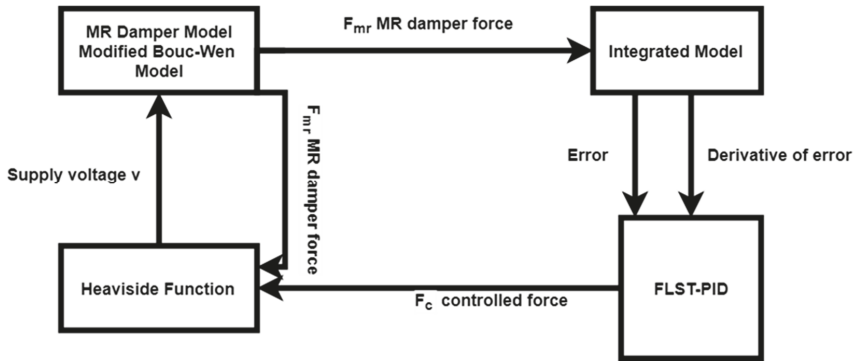 MR Damper Model
Modified Bouc-Wen
Model
Fmr MR damper force
Integrated Model
Fmr MR damper force
Error
Derivative of error
Supply voltage v
Heaviside Function
Fc controlled force
FLST-PID